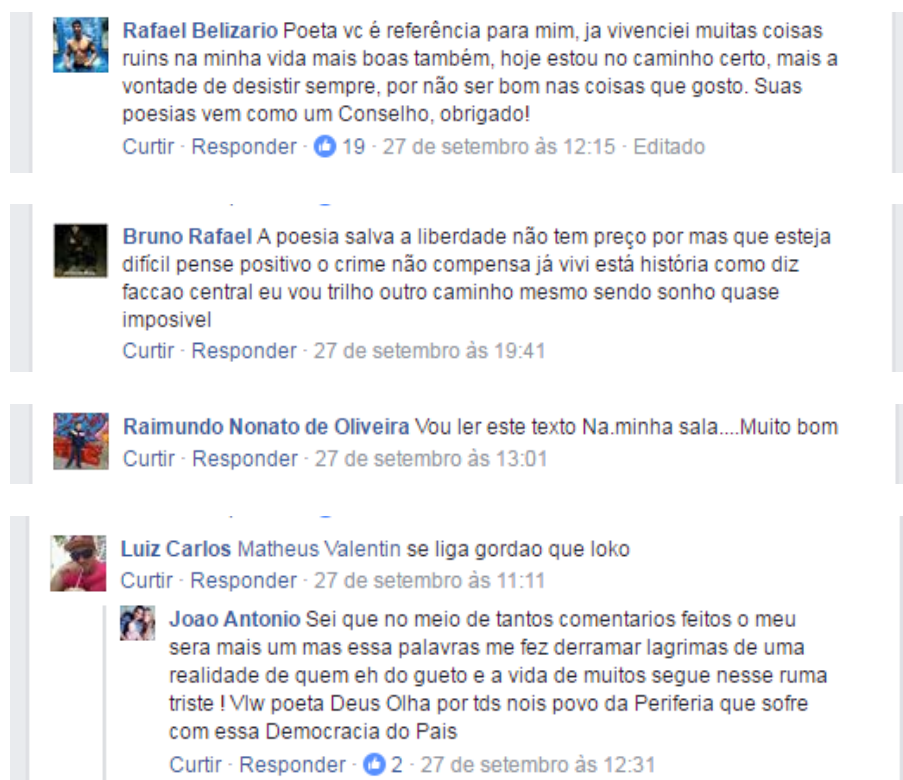 Rafael Belizario Poeta vc é referência para mim, ja vivenciei muitas coisas
ruins na minha vida mais boas também, hoje estou no caminho certo, mais a
vontade de desistir sempre, por não ser bom nas coisas que gosto. Suas
poesias vem como um Conselho, obrigado!
Curtir · Responder · 19 · 27 de setembro às 12:15 · Editado
Bruno Rafael A poesia salva a liberdade não tem preço por mas que esteja
difícil pense positivo o crime não compensa já vivi está história como diz
faccao central eu vou trilho outro caminho mesmo sendo sonho quase
imposivel
Curtir · Responder · 27 de setembro às 19:41
Raimundo Nonato de Oliveira Vou ler este texto Na.minha sala....Muito bom
Curtir · Responder · 27 de setembro às 13:01
Luiz Carlos Matheus Valentin se liga gordao que loko
Curtir · Responder · 27 de setembro às 11:11
Joao Antonio Sei que no meio de tantos comentarios feitos o meu
sera mais um mas essa palavras me fez derramar lagrimas de uma
realidade de quem eh do gueto e a vida de muitos segue nesse ruma
triste ! Vlw poeta Deus Olha por tds nois povo da Periferia que sofre
com essa Democracia do Pais
Curtir · Responder · 2 · 27 de setembro às 12:31